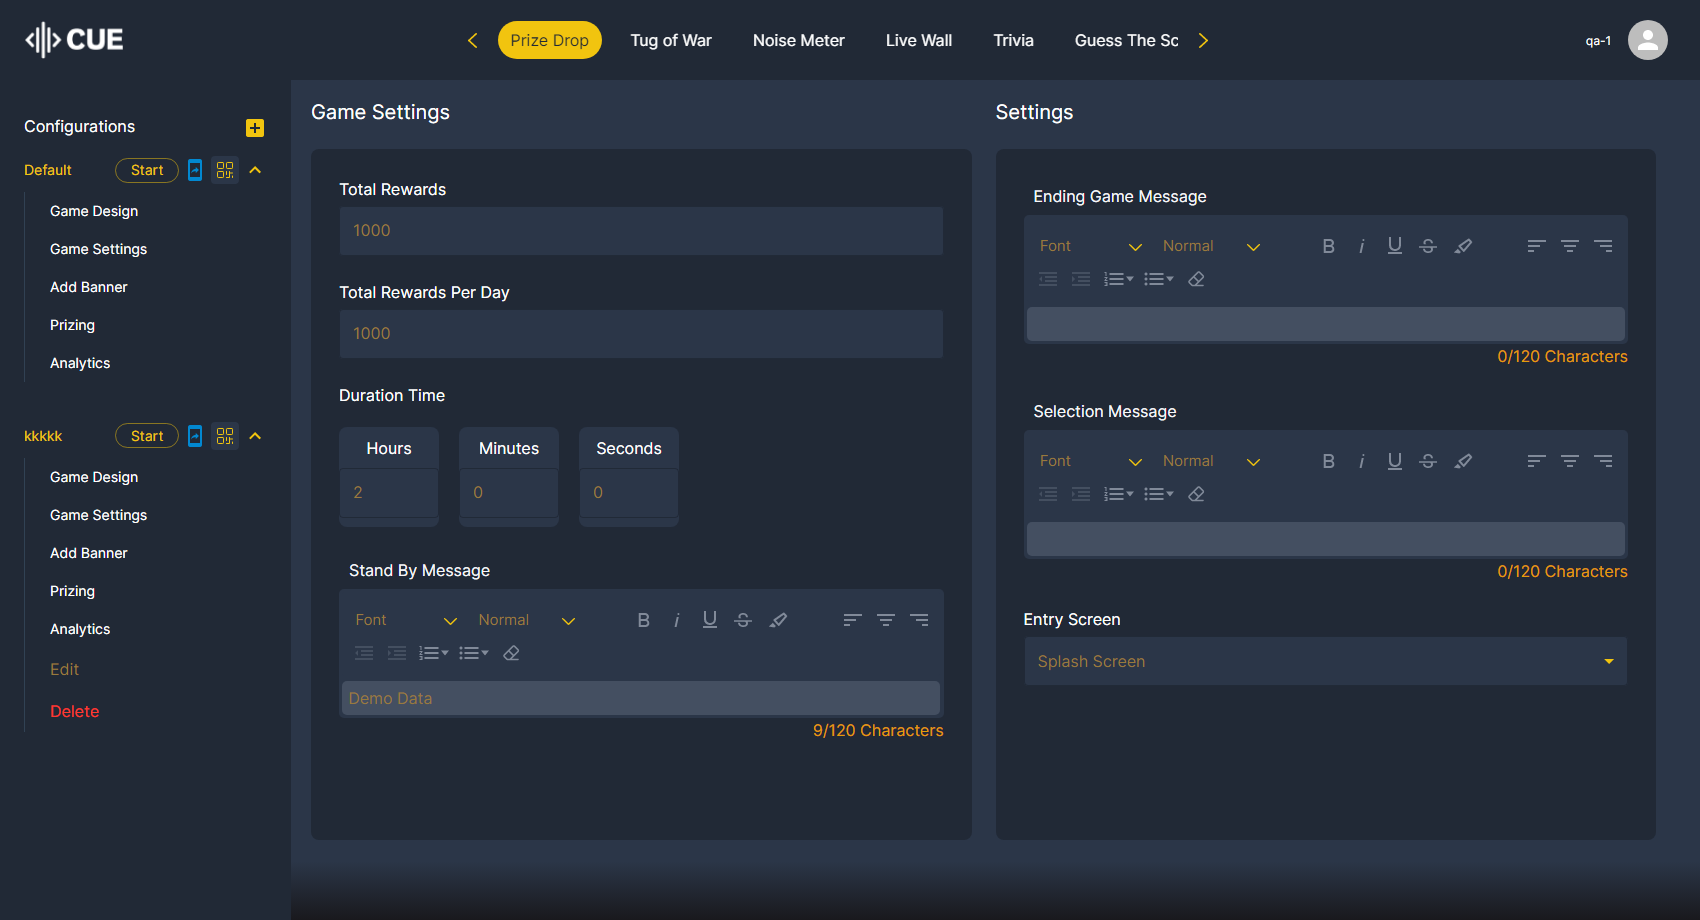 CUE
Prize Drop
Tug of War
Noise Meter
Live Wall
Trivia
Guess The Sc
qa-1
Configurations
Default
Start
Game Design
Game Settings
Add Banner
Prizing
Analytics
kkkkk
Start
Game Design
Game Settings
Add Banner
Prizing
Analytics
Edit
Delete
Game Settings
Total Rewards
1000
Total Rewards Per Day
1000
Duration Time
Hours
Minutes
Seconds
2
0
0
Stand By Message
Font
Normal
Demo Data
9/120 Characters
Settings
Ending Game Message
Font
Normal
0/120 Characters
Selection Message
Font
Normal
0/120 Characters
Entry Screen
Splash Screen